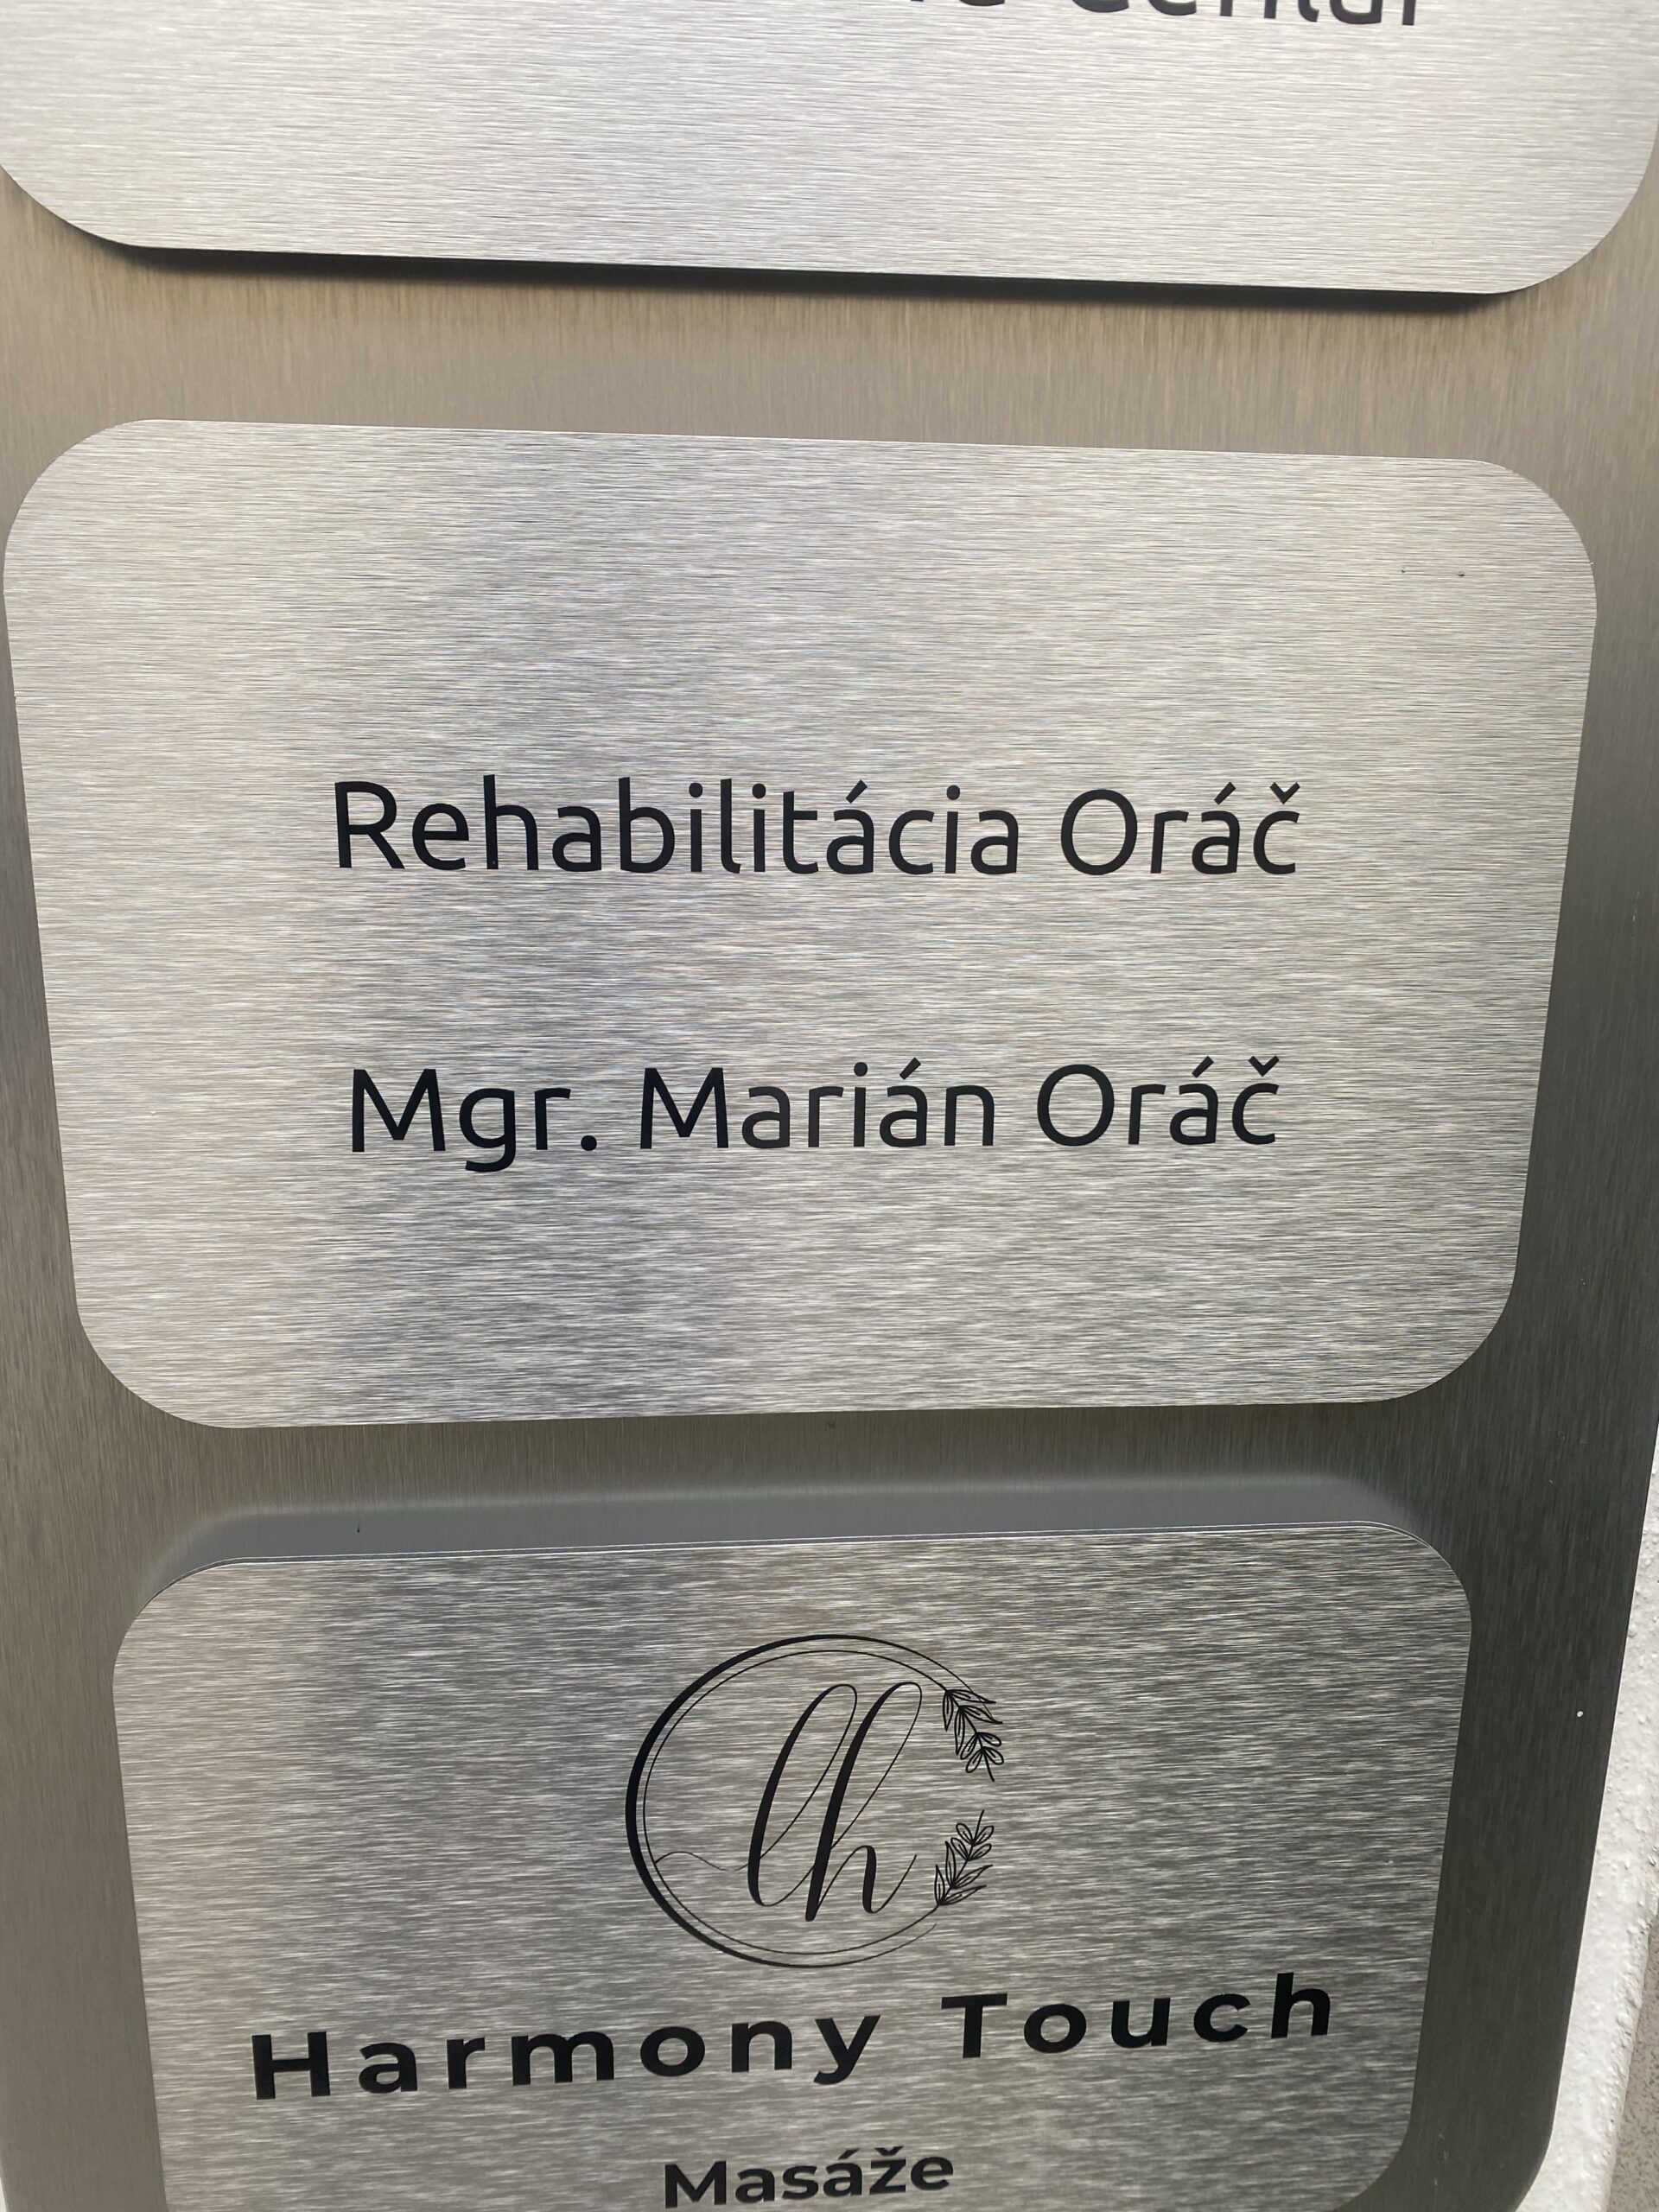 Rehabilitácia Oráč
Mgr. Marián Oráč
lh
Harmony Touch
Masáže